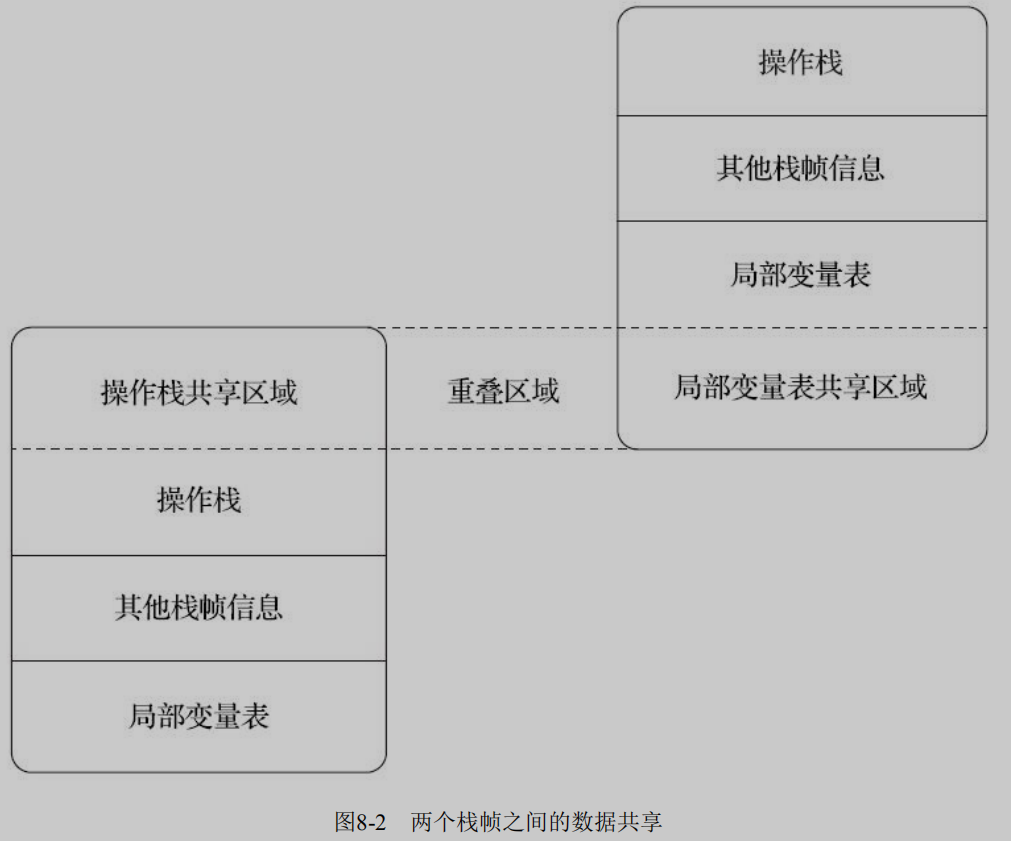 操作栈
其他栈帧信息
局部变量表
局部变量表共享区域
重叠区域
操作栈共享区域
操作栈
其他栈帧信息
局部变量表
图8-2 两个栈帧之间的数据共享